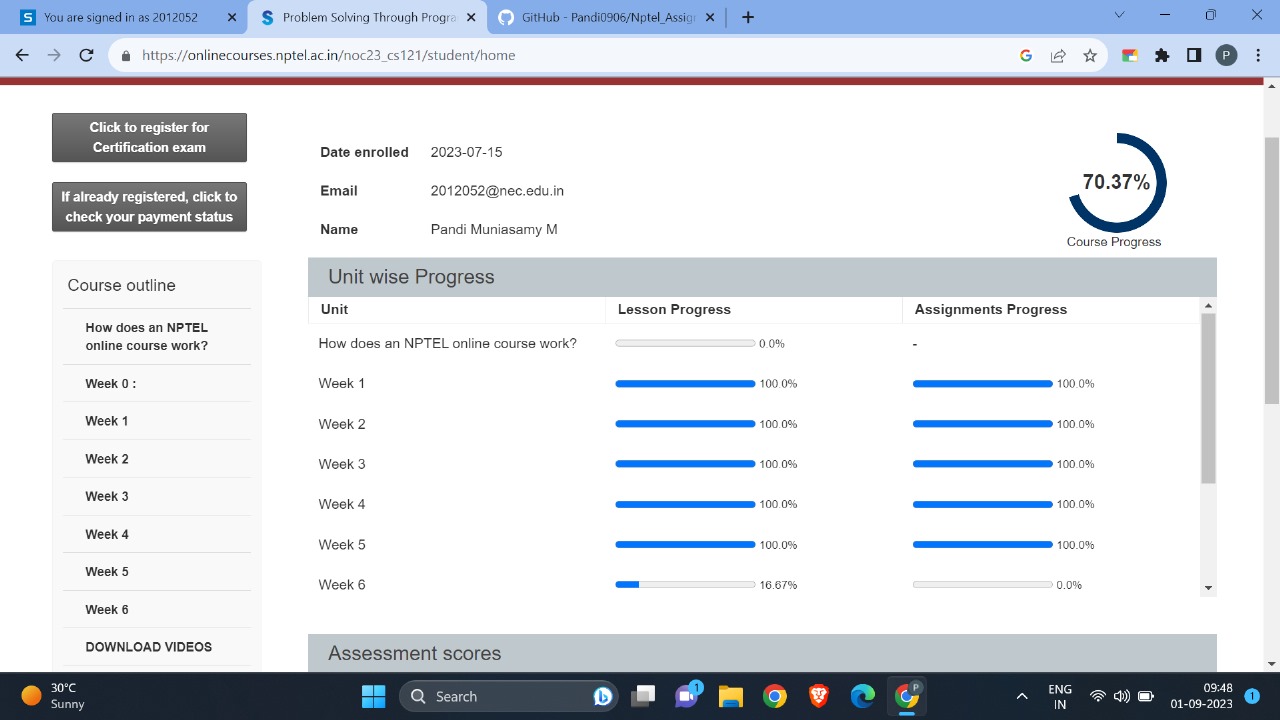 You are signed in as 2012052
Problem Solving Through Progra
GitHub - Pandi0906/Nptel_Assig
https://onlinecourses.nptel.ac.in/noc23_cs121/student/home
P
Click to register for
Certification exam
If already registered, click to
check your payment status
Date enrolled 2023-07-15
Email 2012052@nec.edu.in
Name Pandi Muniasamy M
70.37%
Course Progress
Course outline
How does an NPTEL
online course work?
Week 0 :
Week 1
Week 2
Week 3
Week 4
Week 5
Week 6
DOWNLOAD VIDEOS
Unit wise Progress
Unit Lesson Progress Assignments Progress
How does an NPTEL online course work? 0.0% -
Week 1 100.0% 100.0%
Week 2 100.0% 100.0%
Week 3 100.0% 100.0%
Week 4 100.0% 100.0%
Week 5 100.0% 100.0%
Week 6 16.67% 0.0%
Assessment scores
30°C
Sunny
Search
1
P
ENG
IN
09:48
01-09-2023
1